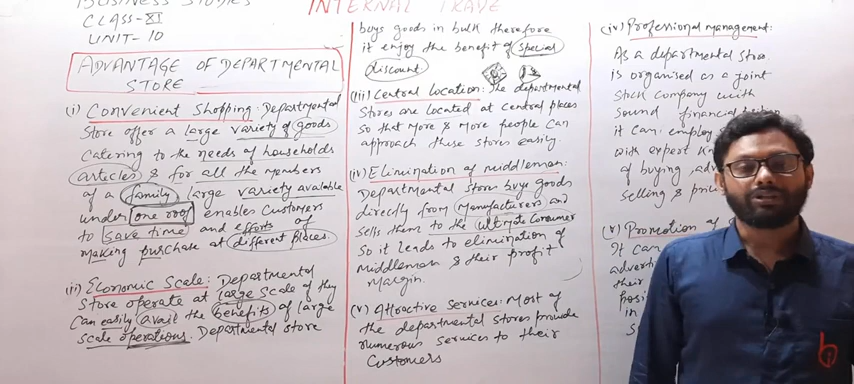 BUSINESS STUDIES
CLASS-XI
UNIT-10
INTERNAL TRADE
ADVANTAGE OF DEPARTMENTAL
STORE
(i) Convenient Shopping: Departmental
Store offer a large variety of goods
Catering to the needs of households
articles & for all the members
of a family large variety available
under one roof enables customers
to save time and efforts of
making purchase at different places.
(ii) Economic Scale: Departmental
Store operate at large scale of they
Can easily avail the benefits of large
scale operations. Departmental store
buys goods in bulk therefore
it enjoy the benefit of special
discount.
(iii) Central location: The departmental
Stores are located at central places
so that more & more people can
approach these stores easily.
(iv) Elimination of middleman:
Departmental stores buys goods
directly from manufacturers and
sells them to the ultimate consumer
so it leads to elimination of
middleman & their profit
margin.
(v) Attractive services: Most of
the departmental stores provide
numerous services to their
customers
(iv) Professional management:
As a departmental store
is organised as a joint
stock company with
sound financial
it can employ
with expert
of buying
selling &
(v) Promotion of
It can
their
in